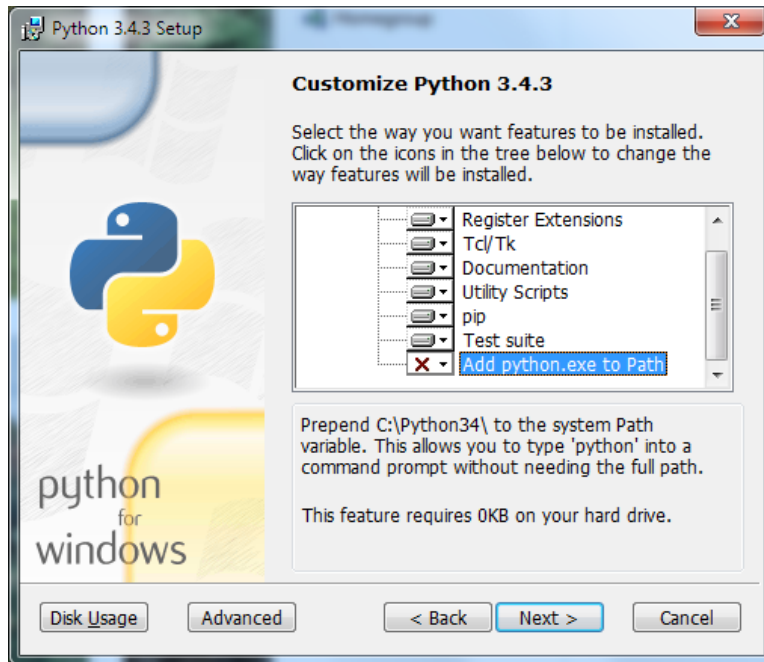 Python 3.4.3 Setup
Homegroup
Customize Python 3.4.3
Select the way you want features to be installed.
Click on the icons in the tree below to change the
way features will be installed.
Register Extensions
Tcl/Tk
Documentation
Utility Scripts
pip
Test suite
Add python.exe to Path
Prepend C:\Python34\ to the system Path
variable. This allows you to type 'python' into a
command prompt without needing the full path.
This feature requires 0KB on your hard drive.
python
for
windows
Disk Usage
Advanced
< Back
Next >
Cancel